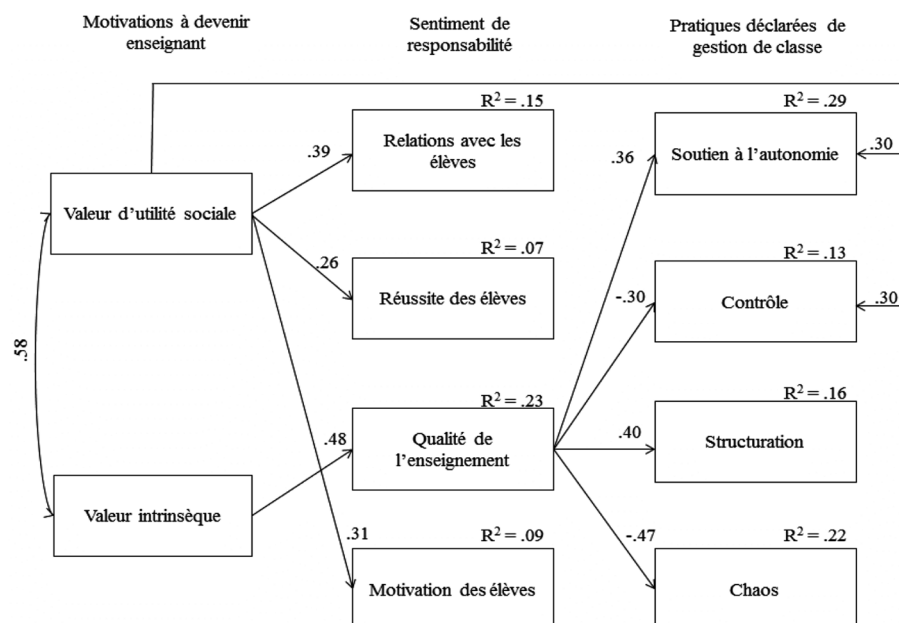 Motivations à devenir
enseignant
Sentiment de
responsabilité
Pratiques déclarées de
gestion de classe
R² = .15
R² = .29
Relations avec les
élèves
Soutien à l'autonomie
.39
.36
.30
Valeur d'utilité sociale
R² = .07
R² = .13
.26
Réussite des élèves
-.30
Contrôle
.30
.58
R² = .23
R² = .16
.48
Qualité de
l'enseignement
.40
Structuration
Valeur intrinsèque
.31
R² = .09
-.47
R² = .22
Motivation des élèves
Chaos